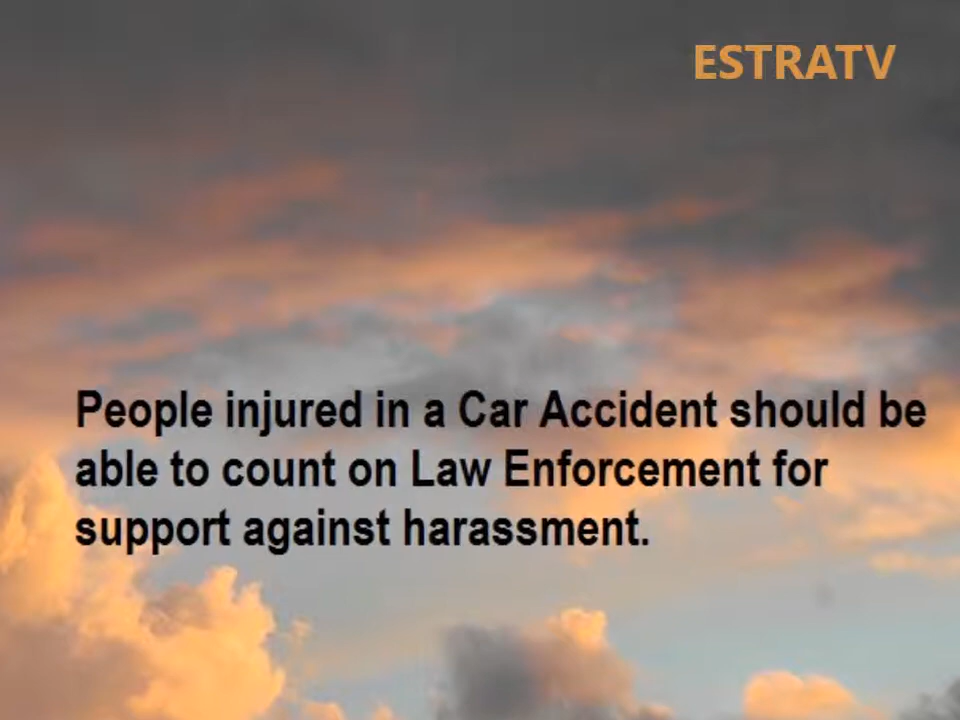 ESTRATV
People injured in a Car Accident should be
able to count on Law Enforcement for
support against harassment.